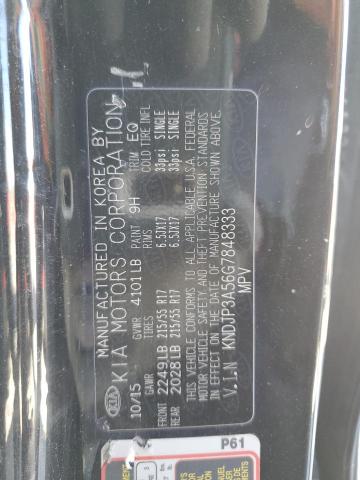 KIA
MANUFACTURED IN KOREA BY
KIA MOTORS CORPORATION
10/15 GVWR 4101LB PAINT 9H TRIM EQ
GAWR TIRES RIMS COLD TIRE INFL
FRONT 2249LB 215/55 R17 6.5JX17 33psi SINGLE
REAR 2028LB 215/55 R17 6.5JX17 33psi SINGLE
THIS VEHICLE CONFORMS TO ALL APPLICABLE U.S.A. FEDERAL
MOTOR VEHICLE SAFETY AND THEFT PREVENTION STANDARDS
IN EFFECT ON THE DATE OF MANUFACTURE SHOWN ABOVE.
V.I.N KNDJP3A56G7848333
MPV
P61